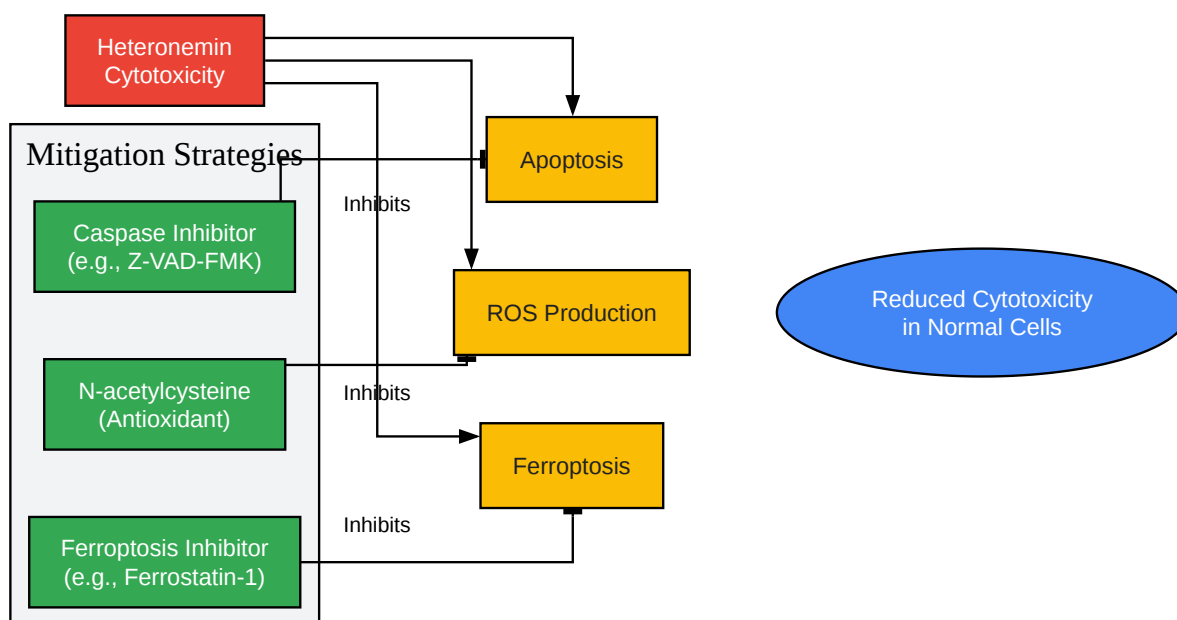 Heteronemin
Cytotoxicity
Mitigation Strategies
Apoptosis
Inhibits
Caspase Inhibitor
(e.g., Z-VAD-FMK)
ROS Production
Reduced Cytotoxicity
in Normal Cells
N-acetylcysteine
(Antioxidant)
Inhibits
Ferroptosis
Inhibits
Ferroptosis Inhibitor
(e.g., Ferrostatin-1)